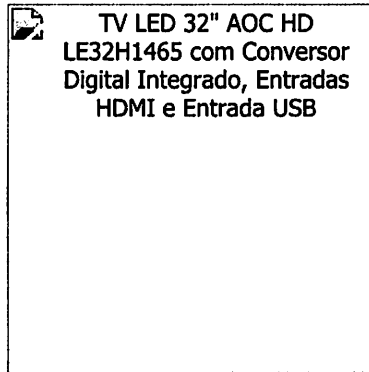 TV LED 32" AOC HD
LE32H1465 com Conversor
Digital Integrado, Entradas
HDMI e Entrada USB